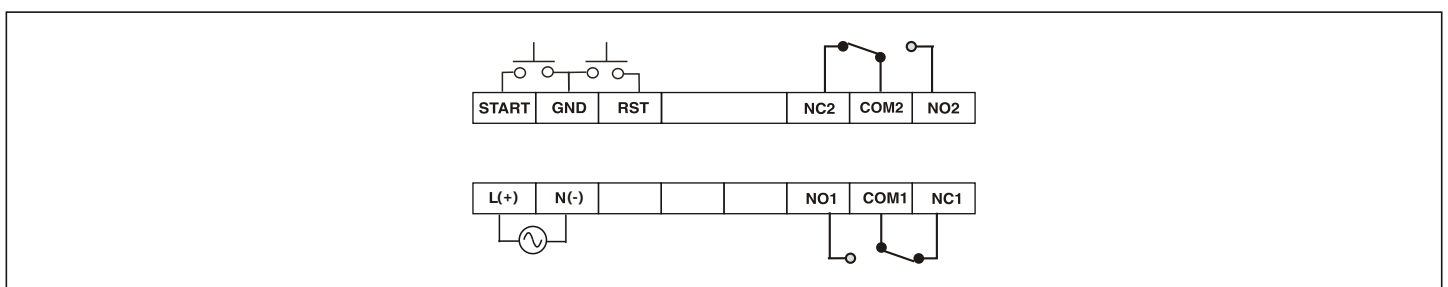 START GND RST NC2 COM2 NO2
L(+) N(-) NO1 COM1 NC1